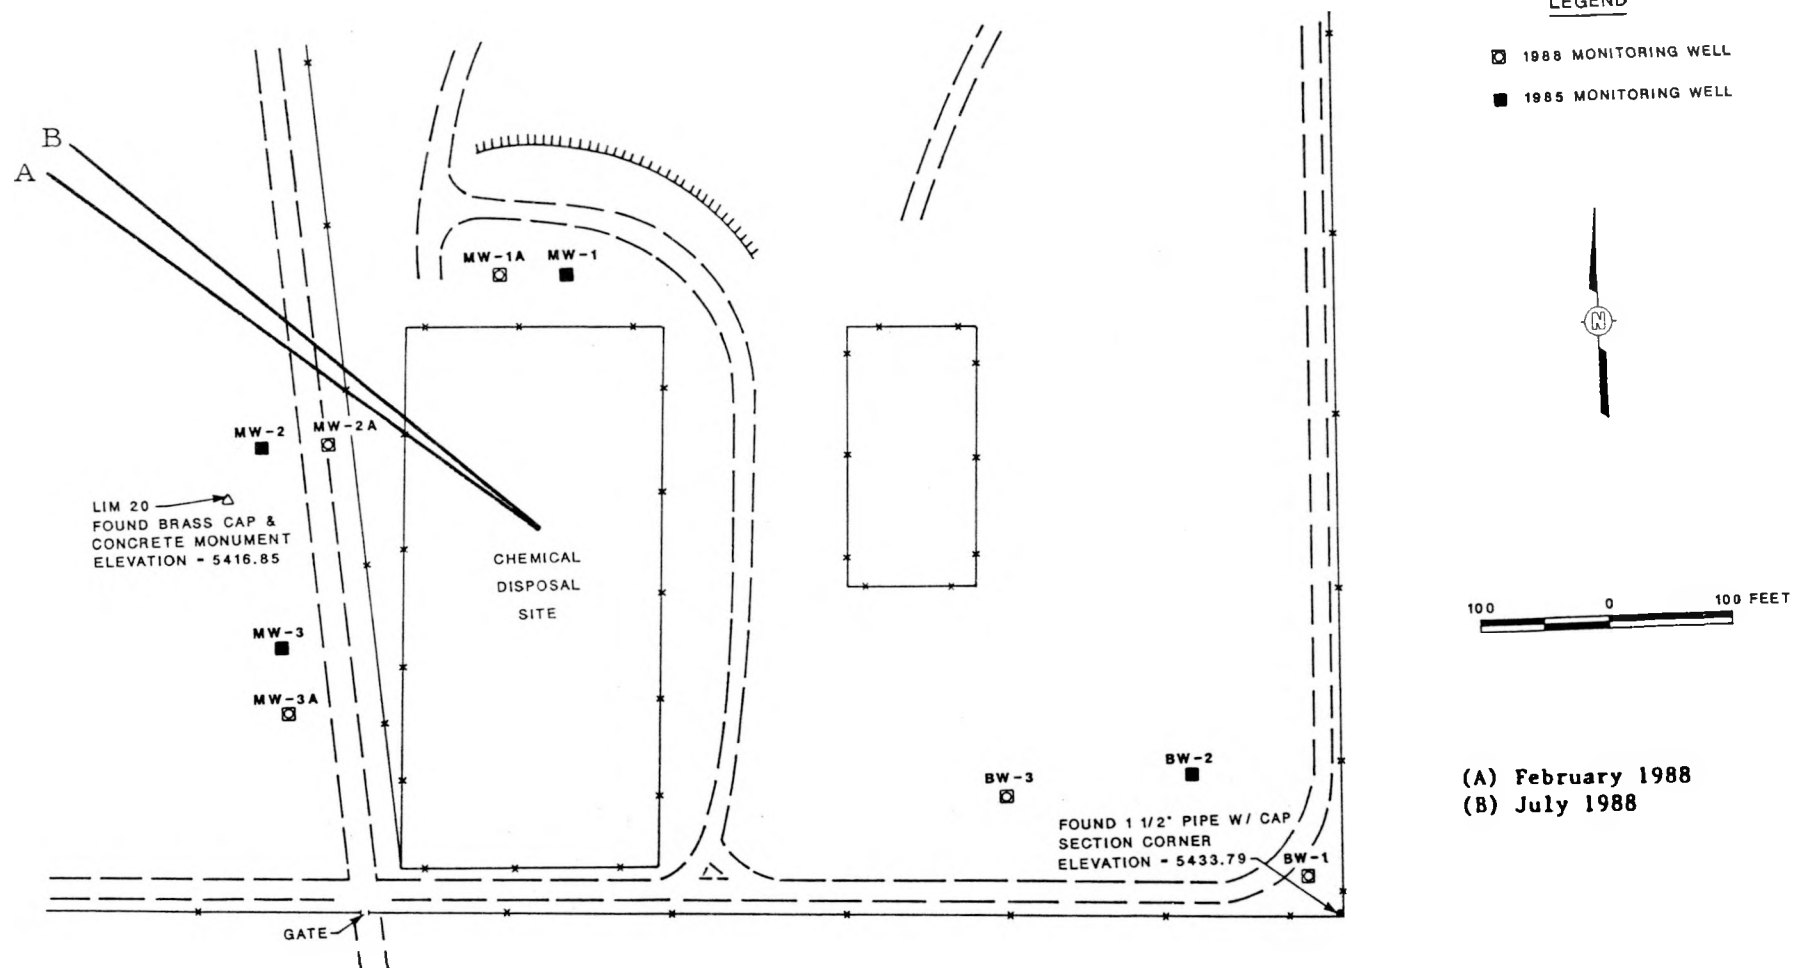 LEGEND
1988 MONITORING WELL
1985 MONITORING WELL
B
A
MW-1A
MW-1
N
MW-2
MW-2A
LIM 20
FOUND BRASS CAP &
CONCRETE MONUMENT
ELEVATION - 5416.85
CHEMICAL
DISPOSAL
SITE
100 0 100 FEET
MW-3
MW-3A
BW-3
BW-2
(A) February 1988
(B) July 1988
FOUND 1 1/2" PIPE W/ CAP
SECTION CORNER
ELEVATION - 5433.79
BW-1
GATE